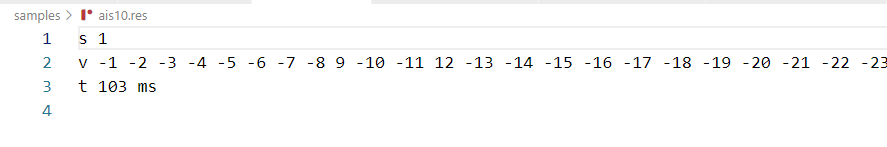 samples > ais10.res
1 s 1
2 v -1 -2 -3 -4 -5 -6 -7 -8 9 -10 -11 12 -13 -14 -15 -16 -17 -18 -19 -20 -21 -22 -23
3 t 103 ms
4